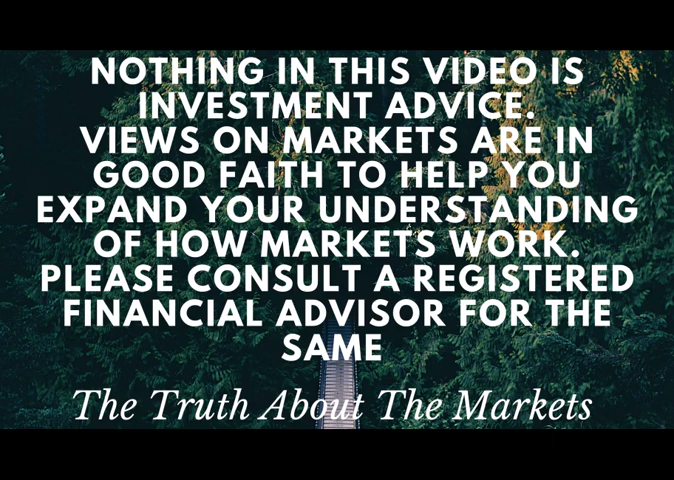 NOTHING IN THIS VIDEO IS
INVESTMENT ADVICE.
VIEWS ON MARKETS ARE IN
GOOD FAITH TO HELP YOU
EXPAND YOUR UNDERSTANDING
OF HOW MARKETS WORK.
PLEASE CONSULT A REGISTERED
FINANCIAL ADVISOR FOR THE
SAME
The Truth About The Markets